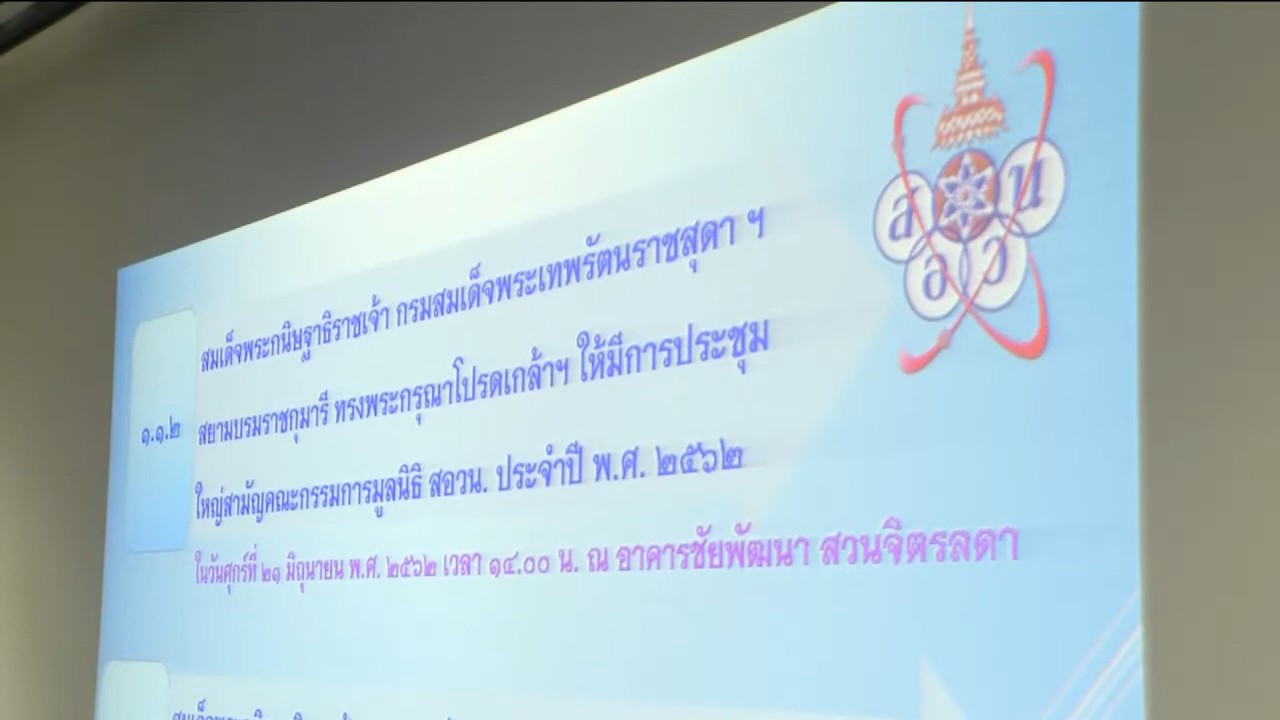 สมเด็จพระกนิษฐาธิราชเจ้า กรมสมเด็จพระเทพรัตนราชสุดา ฯ
๑.๑.๒ สยามบรมราชกุมารี ทรงพระกรุณาโปรดเกล้าฯ ให้มีการประชุม
ใหญ่สามัญคณะกรรมการมูลนิธิ สอวน. ประจำปี พ.ศ. ๒๕๖๒
ในวันศุกร์ที่ ๒๑ มิถุนายน พ.ศ. ๒๕๖๒ เวลา ๑๔.๐๐ น. ณ อาคารชัยพัฒนา สวนจิตรลดา
ส น
อ ว